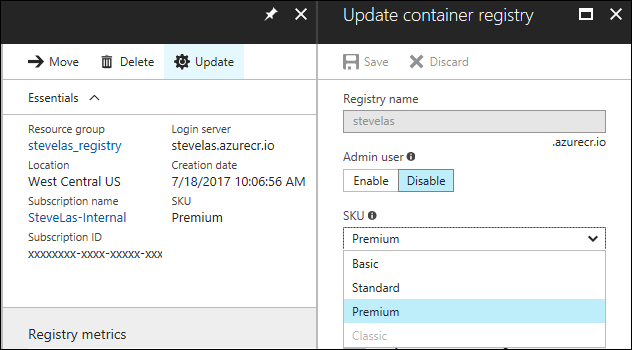 Move Delete Update
Essentials
Resource group Login server
stevelas_registry stevelas.azurecr.io
Location Creation date
West Central US 7/18/2017 10:06:56 AM
Subscription name SKU
SteveLas-Internal Premium
Subscription ID
xxxxxxxx-xxxx-xxxxx-xxx
Registry metrics
Update container registry
Save Discard
Registry name
stevelas
.azurecr.io
Admin user
Enable Disable
SKU
Premium
Basic
Standard
Premium
Classic